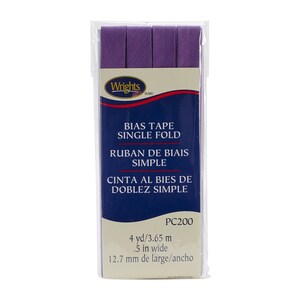 Wrights
BIAS TAPE
SINGLE FOLD
RUBAN DE BIAIS
SIMPLE
CINTA AL BIES DE
DOBLEZ SIMPLE
PC200
4 yd/3.65 m
.5 in wide
12.7 mm de large/ancho